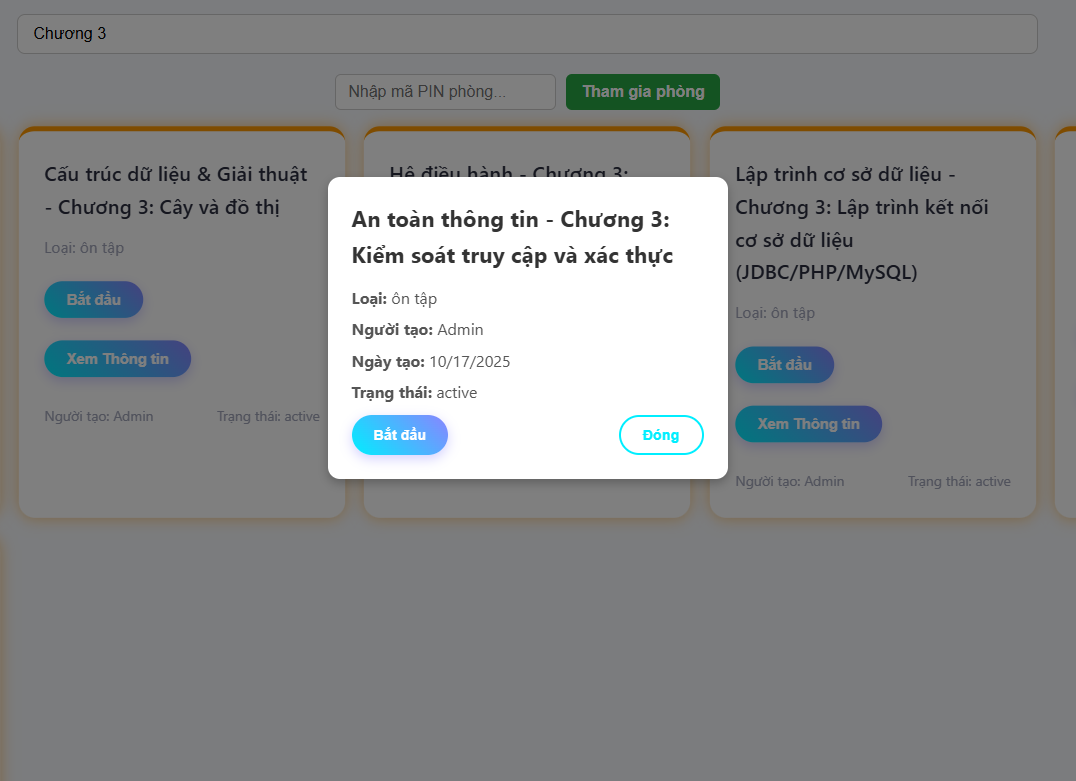 Chương 3
Nhập mã PIN phòng...
Tham gia phòng
Cấu trúc dữ liệu & Giải thuật
- Chương 3: Cây và đồ thị
Loại: ôn tập
Bắt đầu
Xem Thông tin
Người tạo: Admin
Trạng thái: active
Hệ điều hành - Chương 3:
An toàn thông tin - Chương 3:
Kiểm soát truy cập và xác thực
Loại: ôn tập
Người tạo: Admin
Ngày tạo: 10/17/2025
Trạng thái: active
Bắt đầu
Đóng
Lập trình cơ sở dữ liệu -
Chương 3: Lập trình kết nối
cơ sở dữ liệu
(JDBC/PHP/MySQL)
Loại: ôn tập
Bắt đầu
Xem Thông tin
Người tạo: Admin
Trạng thái: active